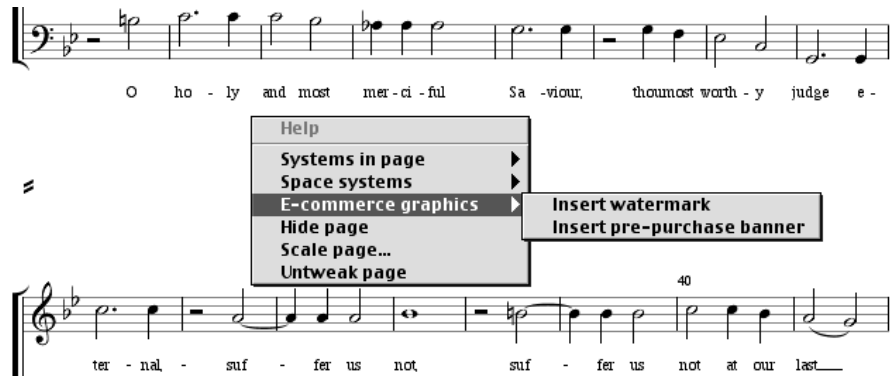 O ho - ly and most mer - ci - ful Sa - viour, thoumost worth - y judge e -
Help
Systems in page
Space systems
E-commerce graphics
Insert watermark
Hide page
Insert pre-purchase banner
Scale page...
Untweak page
40
ter - nal, - suf - fer us not, suf - fer us not at our last